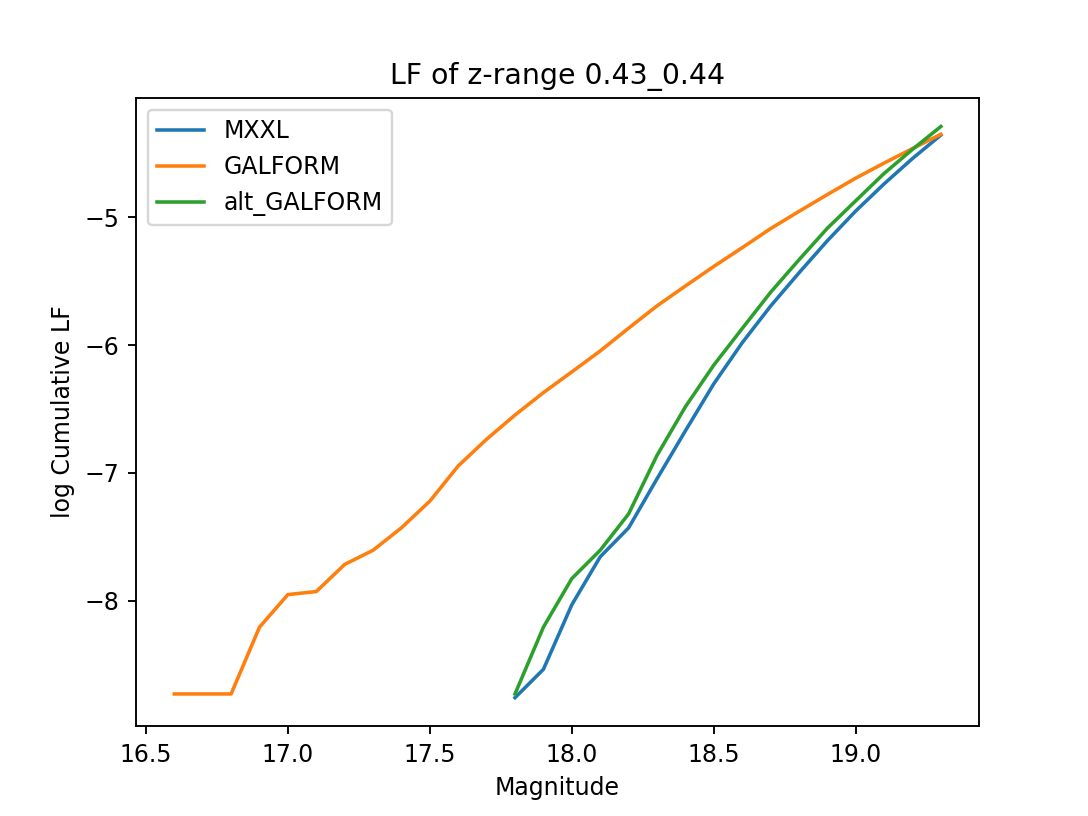 LF of z-range 0.43_0.44
MXXL
GALFORM
alt_GALFORM
log Cumulative LF
−5
−6
−7
−8
16.5 17.0 17.5 18.0 18.5 19.0
Magnitude